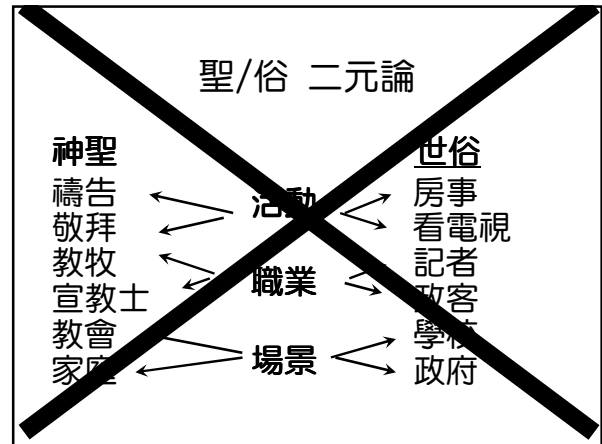 聖/俗 二元論
神聖 世俗
禱告 活動 房事
敬拜 看電視
教牧 職業 記者
宣教士 政客
教會 場景 學校
家庭 政府